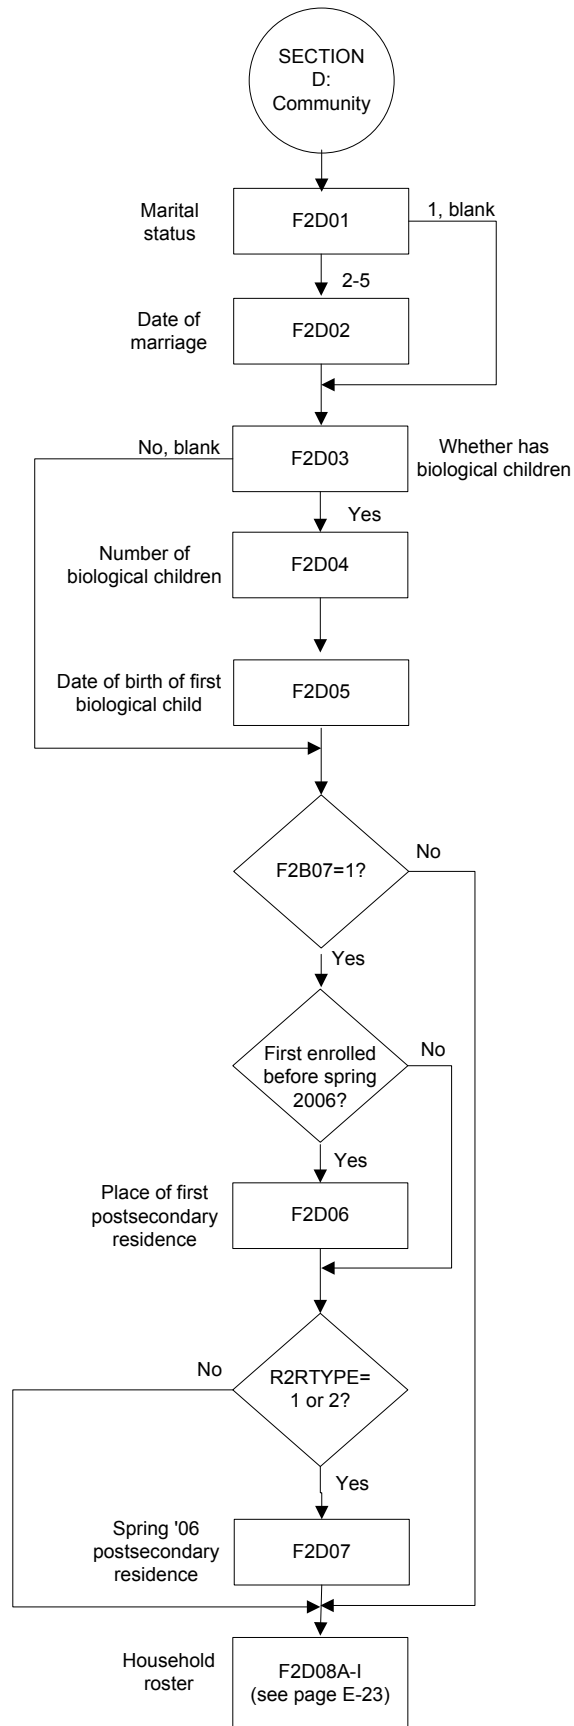 SECTION
D:
Community
Marital
status
F2D01
1, blank
2-5
Date of
marriage
F2D02
No, blank
F2D03
Whether has
biological children
Yes
Number of
biological children
F2D04
Date of birth of first
biological child
F2D05
F2B07=1?
No
Yes
First enrolled
before spring
2006?
No
Yes
Place of first
postsecondary
residence
F2D06
No
R2RTYPE=
1 or 2?
Yes
Spring '06
postsecondary
residence
F2D07
Household
roster
F2D08A-I
(see page E-23)